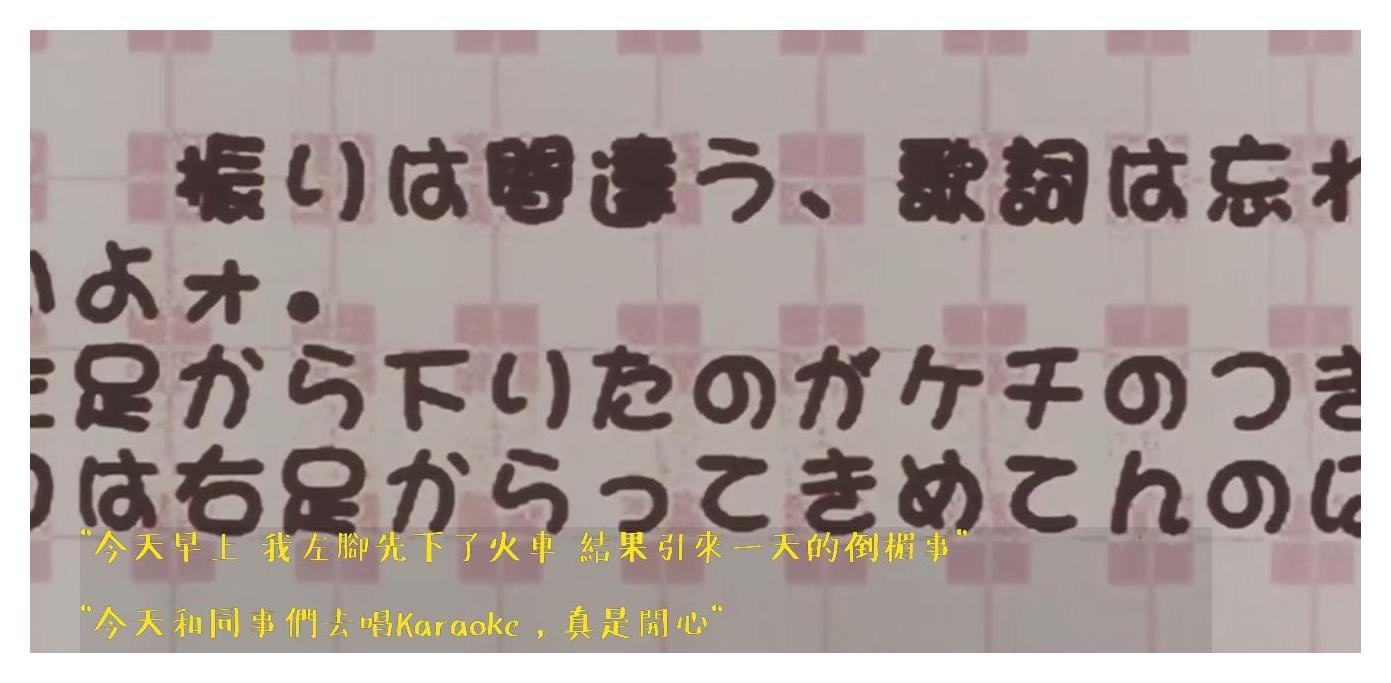 振りは間違う、歌詞は忘れ
いよォ。
左足から下りたのがケチのつき
のは右足からってきめてんのに
“今天早上 我左腳先下了火車 結果引來一天的倒楣事“
“今天和同事們去唱Karaoke，真是開心“